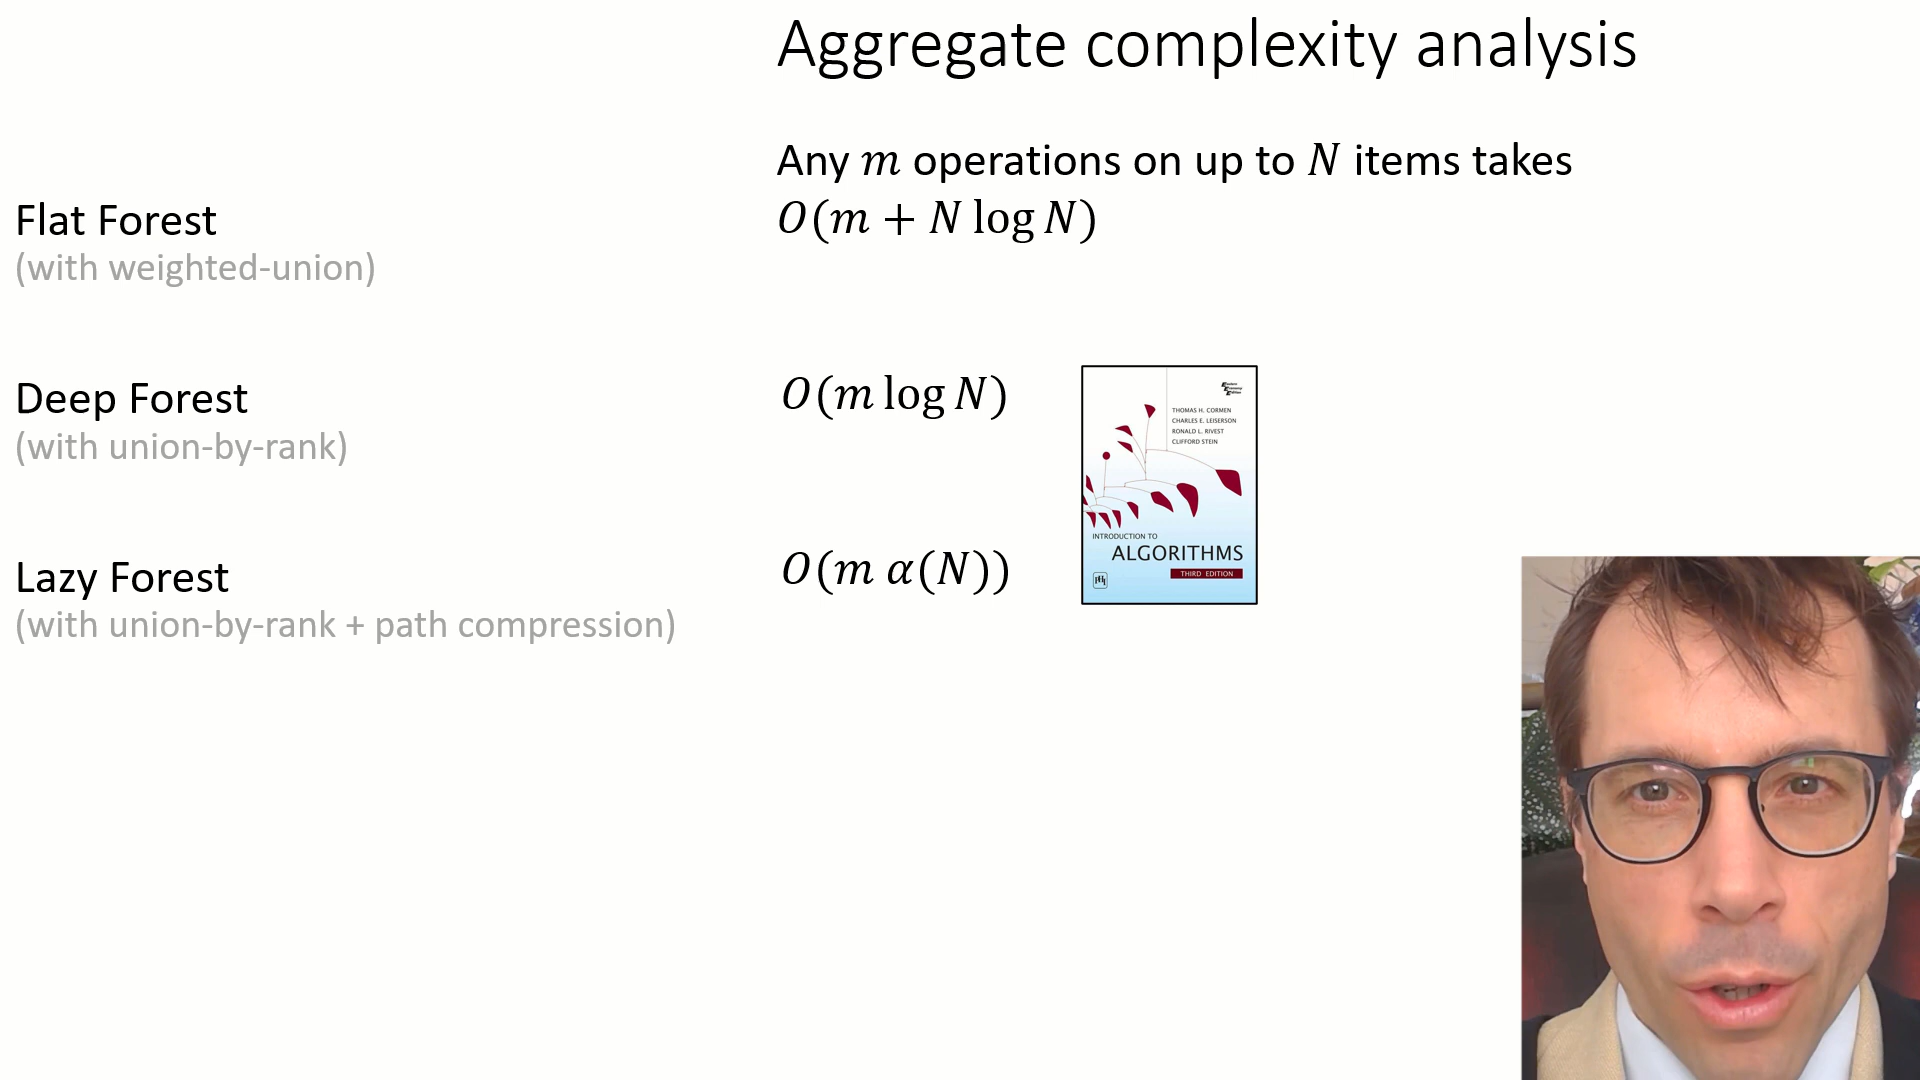 Aggregate complexity analysis
Any m operations on up to N items takes
Flat Forest
(with weighted-union)
O(m + N log N)
Deep Forest
(with union-by-rank)
O(m log N)
Lazy Forest
(with union-by-rank + path compression)
O(m α(N))
THOMAS H. CORMEN
CHARLES E. LEISERSON
RONALD L. RIVEST
CLIFFORD STEIN
INTRODUCTION TO
ALGORITHMS
THIRD EDITION